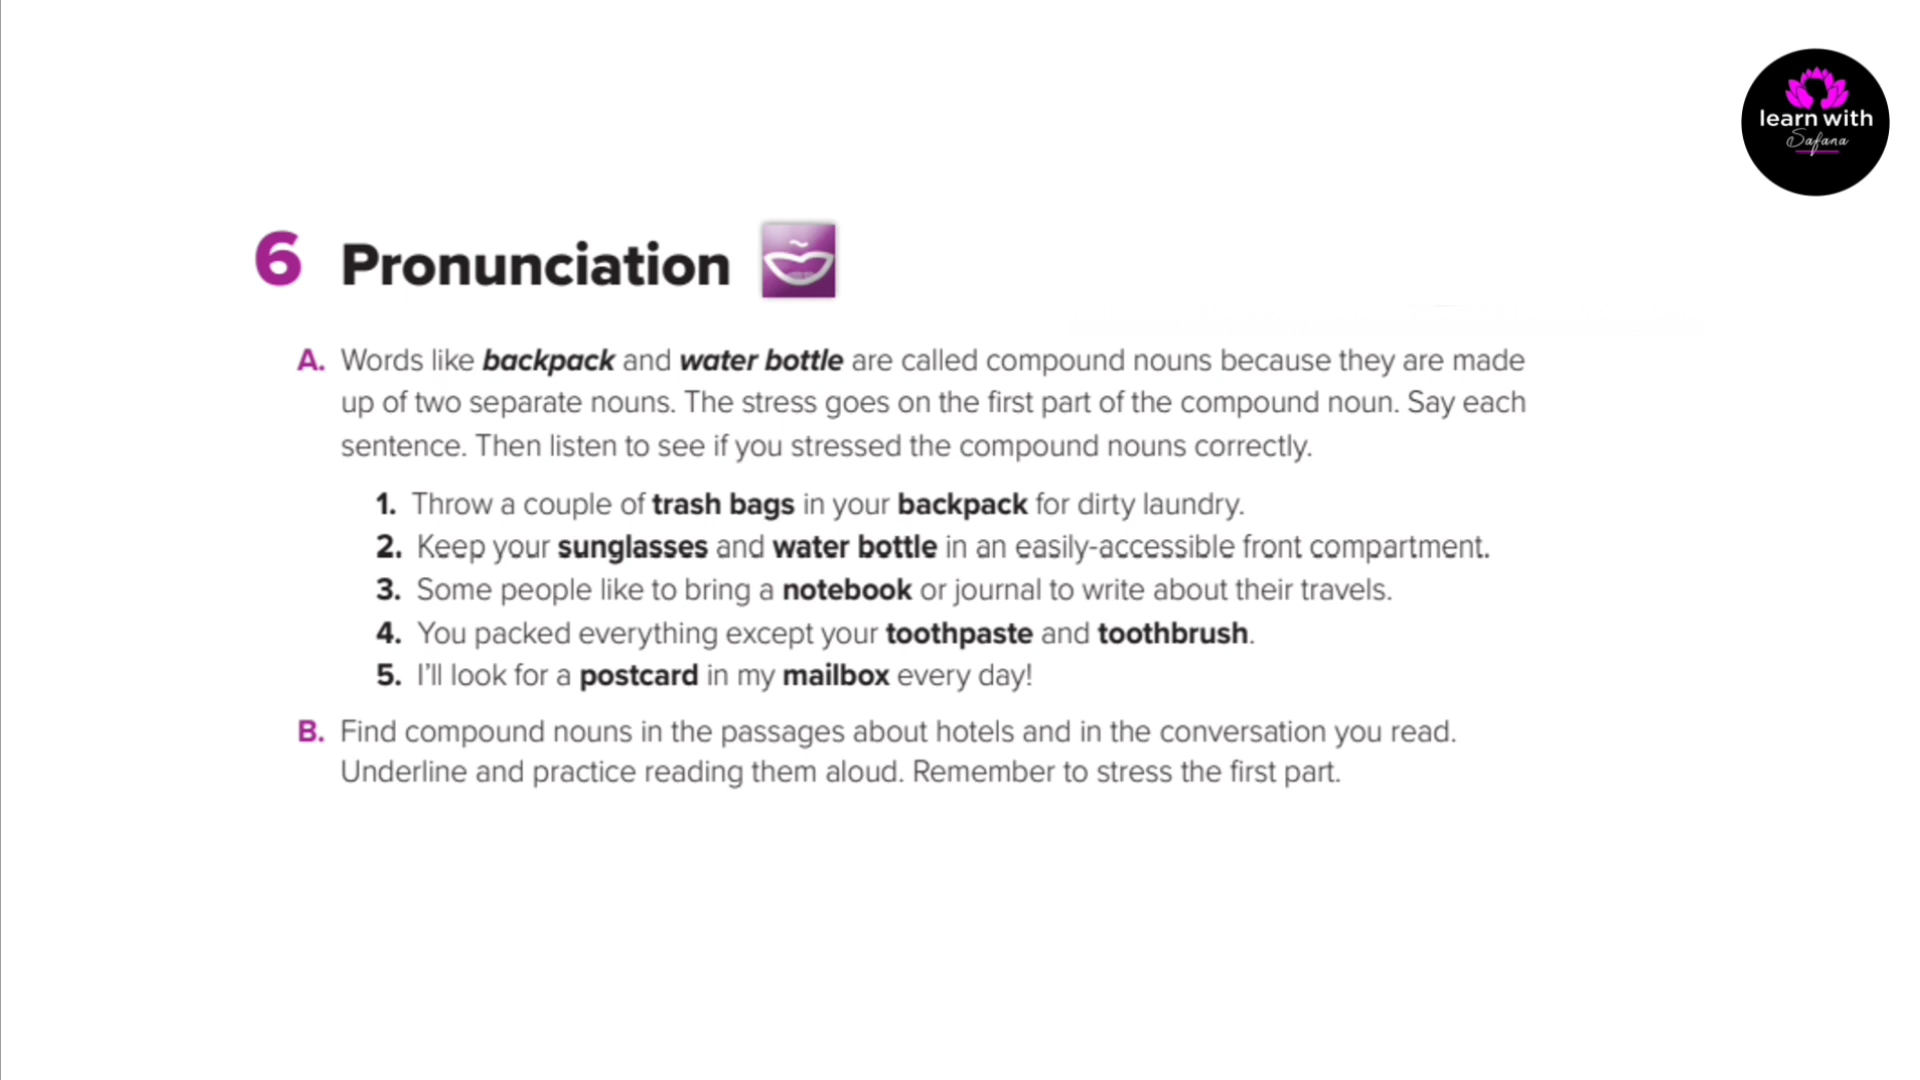 learn with
Safana
6 Pronunciation
A. Words like backpack and water bottle are called compound nouns because they are made
up of two separate nouns. The stress goes on the first part of the compound noun. Say each
sentence. Then listen to see if you stressed the compound nouns correctly.
1. Throw a couple of trash bags in your backpack for dirty laundry.
2. Keep your sunglasses and water bottle in an easily-accessible front compartment.
3. Some people like to bring a notebook or journal to write about their travels.
4. You packed everything except your toothpaste and toothbrush.
5. I'll look for a postcard in my mailbox every day!
B. Find compound nouns in the passages about hotels and in the conversation you read.
Underline and practice reading them aloud. Remember to stress the first part.